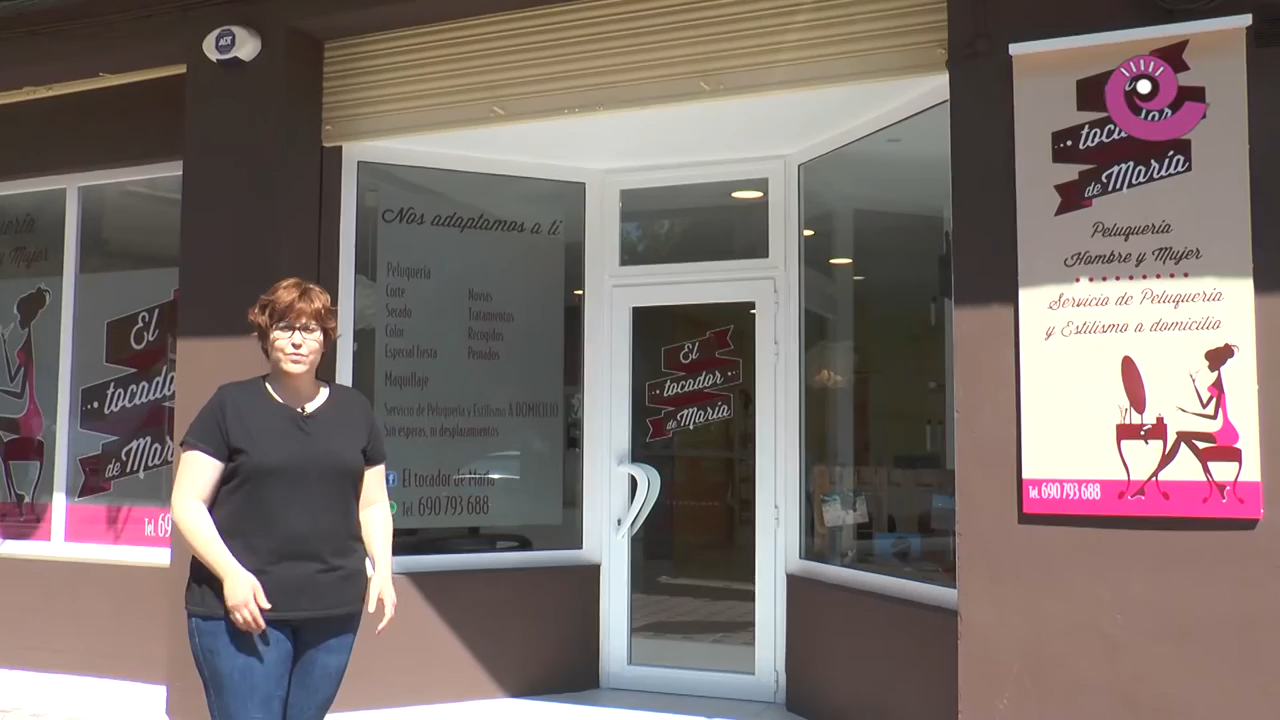 ADT
El
tocador
de
Tel. 69
Nos adaptamos a ti
Peluquería
Corte
Secado
Color
Especial fiesta
Novias
Tratamientos
Recogidos
Peinados
Maquillaje
Servicio de Peluquería y Estilismo A DOMICILIO
Sin esperas, ni desplazamientos
El tocador de María
Tel. 690 793 688
El
tocador
de María
de María
Peluquería
Hombre y Mujer
Servicio de Peluquería
y Estilismo a domicilio
Tel. 690 793 688